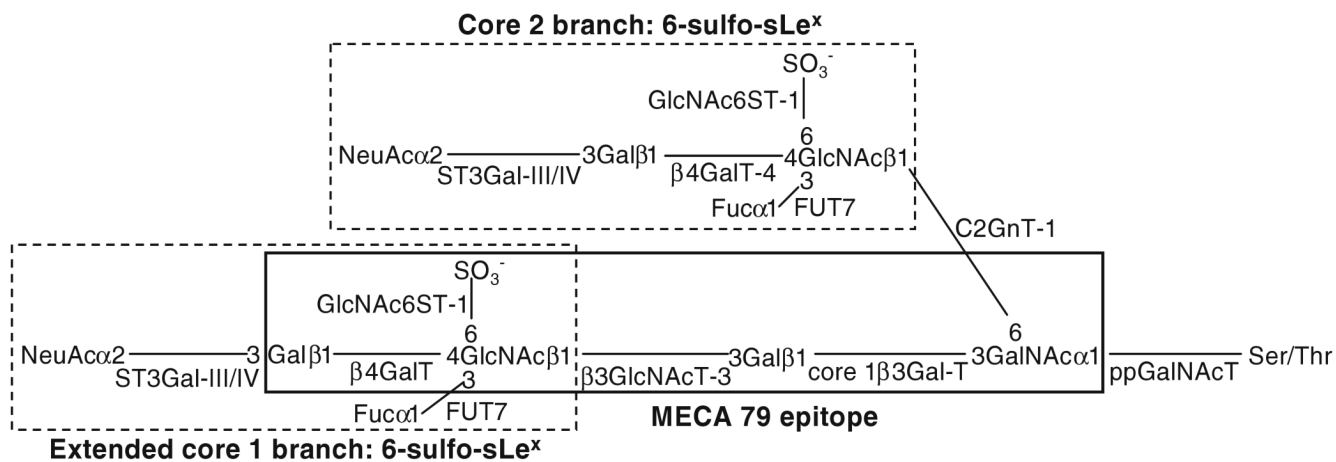 Core 2 branch: 6-sulfo-sLeˣ
SO₃⁻
GlcNAc6ST-1
6
NeuAcα2 3Galβ1 4GlcNAcβ1
ST3Gal-III/IV β4GalT-4 3
Fucα1 FUT7
C2GnT-1
SO₃⁻
GlcNAc6ST-1
6 6
NeuAcα2 3 Galβ1 4GlcNAcβ1 3Galβ1 3GalNAcα1 Ser/Thr
ST3Gal-III/IV β4GalT 3 β3GlcNAcT-3 core 1β3Gal-T ppGalNAcT
Fucα1 FUT7 MECA 79 epitope
Extended core 1 branch: 6-sulfo-sLeˣ